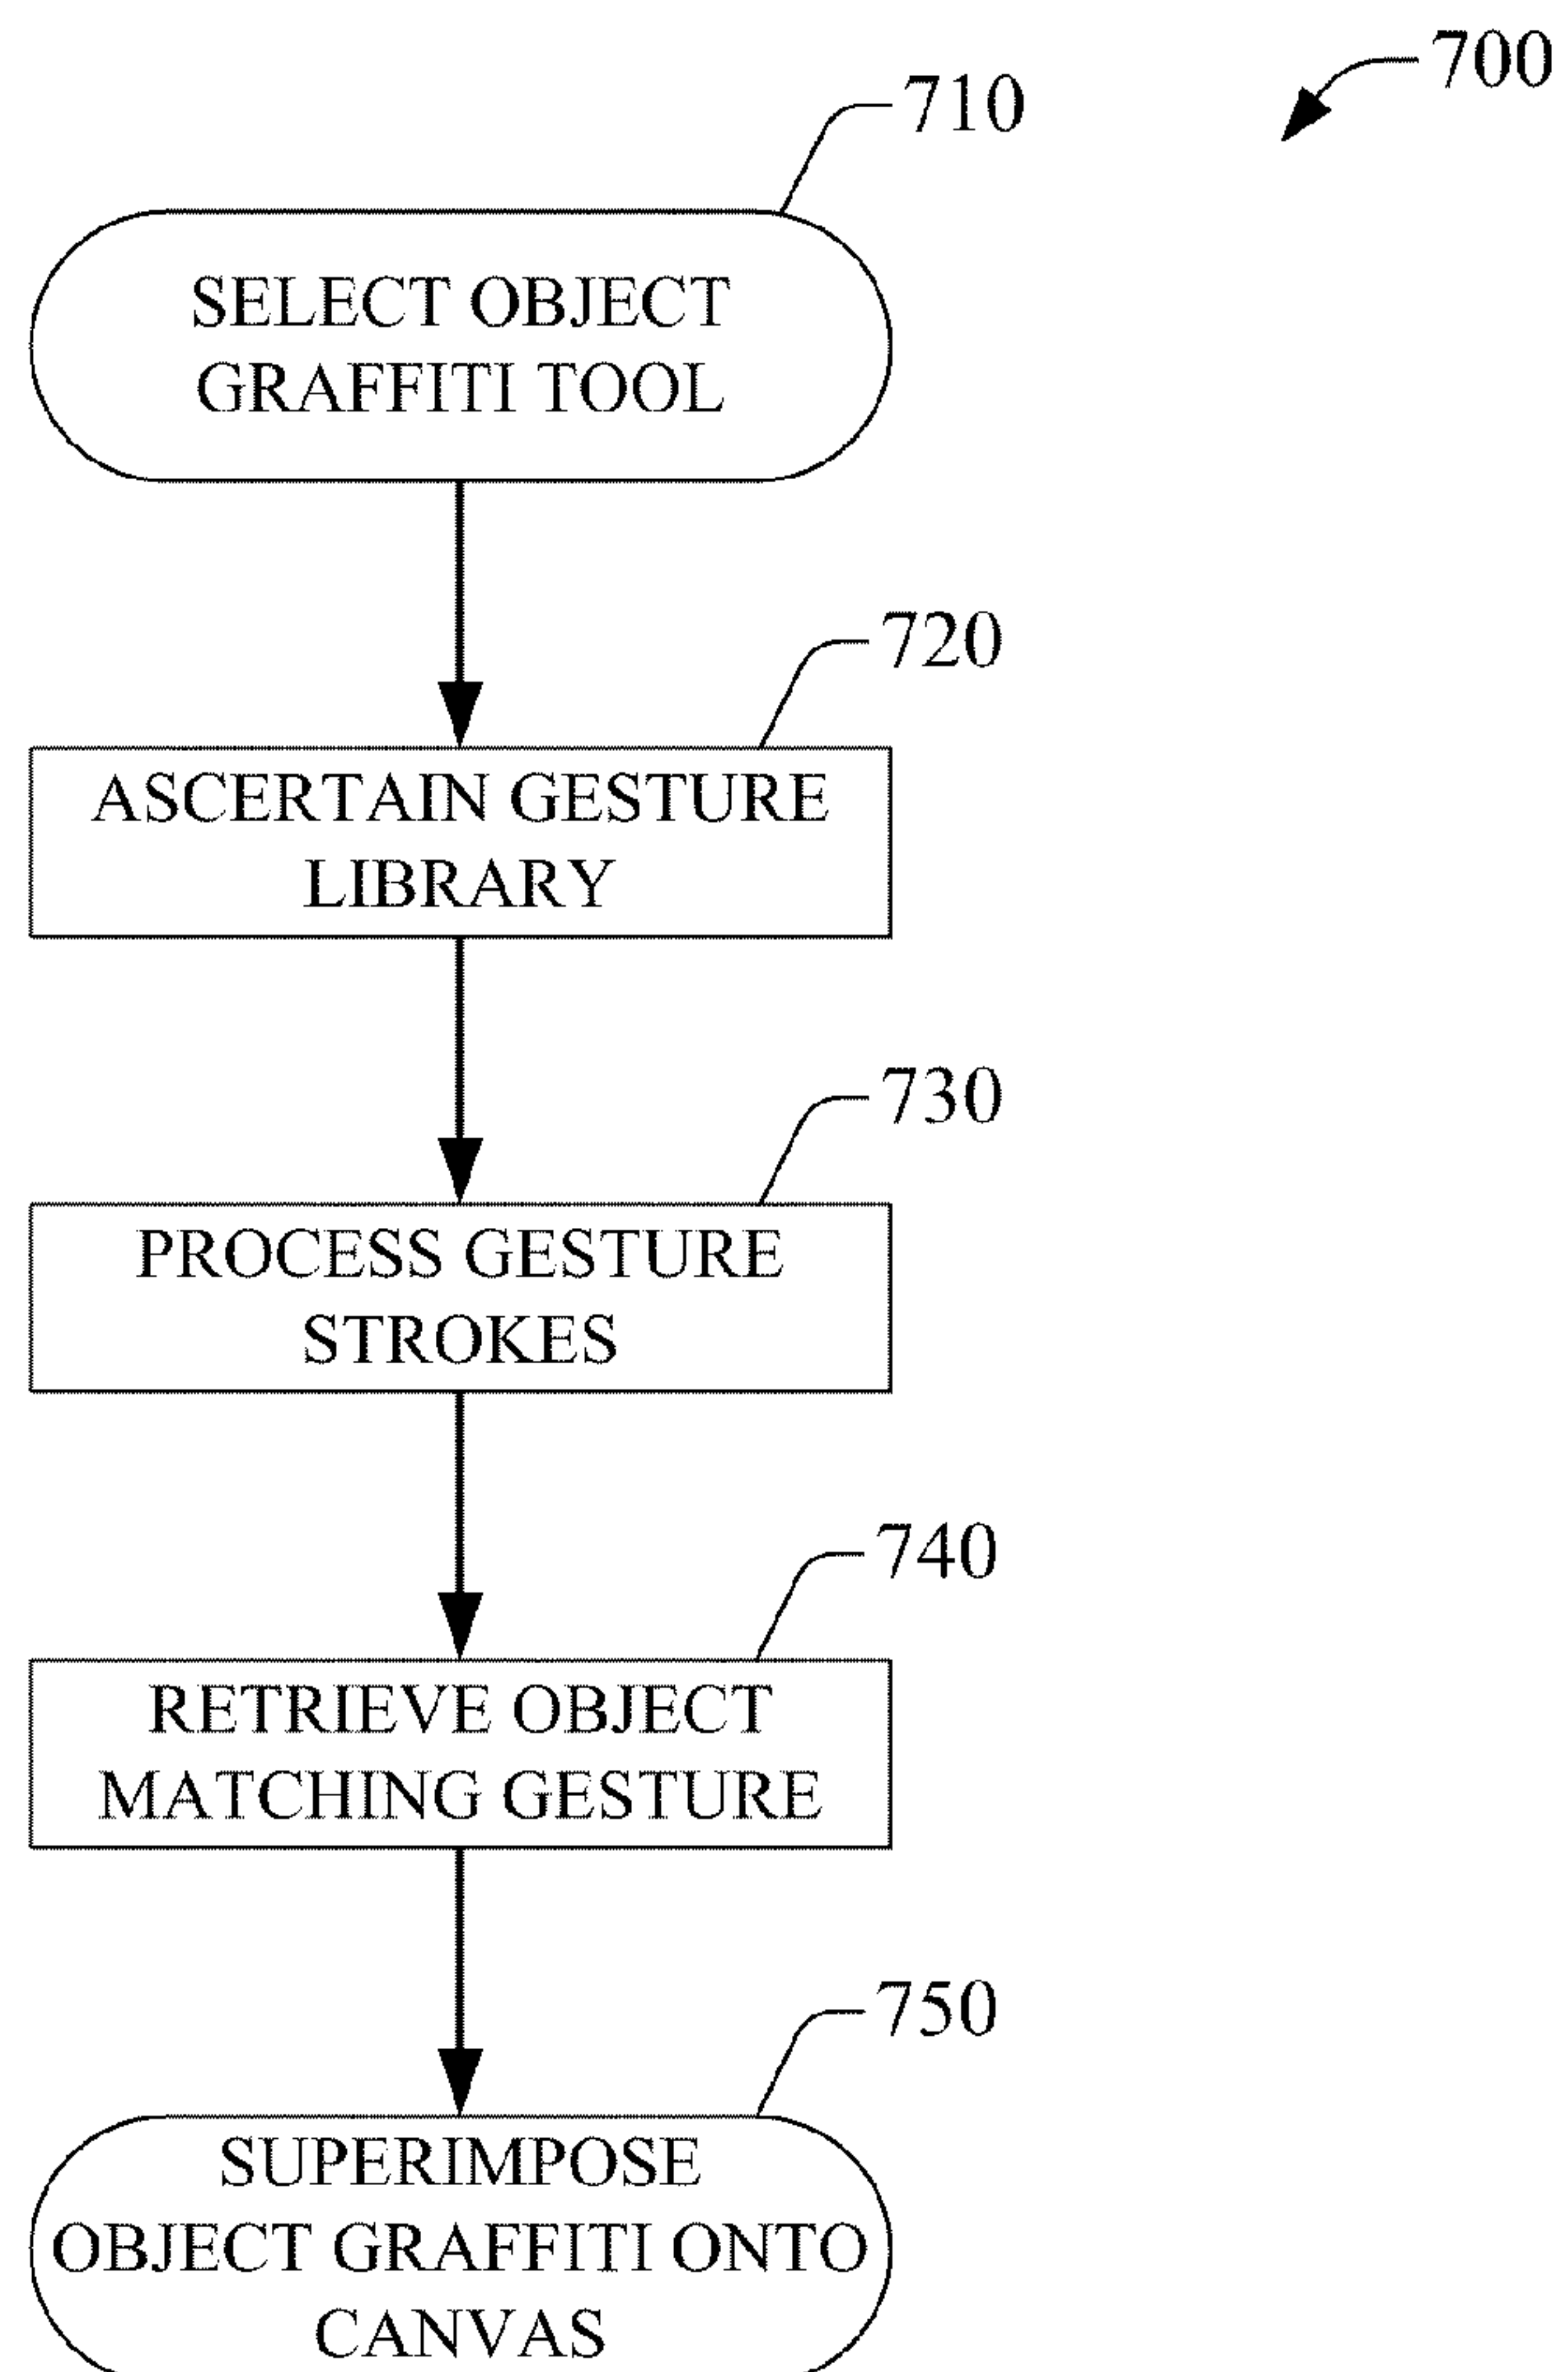 700
710
SELECT OBJECT
GRAFFITI TOOL
720
ASCERTAIN GESTURE
LIBRARY
730
PROCESS GESTURE
STROKES
740
RETRIEVE OBJECT
MATCHING GESTURE
750
SUPERIMPOSE
OBJECT GRAFFITI ONTO
CANVAS